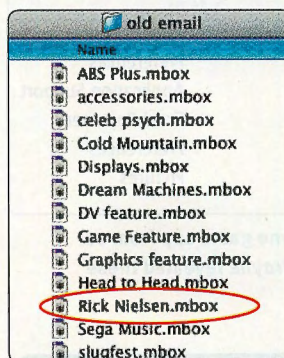 old email
Name
ABS Plus.mbox
accessories.mbox
celeb psych.mbox
Cold Mountain.mbox
Displays.mbox
Dream Machines.mbox
DV feature.mbox
Game Feature.mbox
Graphics feature.mbox
Head to Head.mbox
Rick Nielsen.mbox
Sega Music.mbox
slugfest.mbox